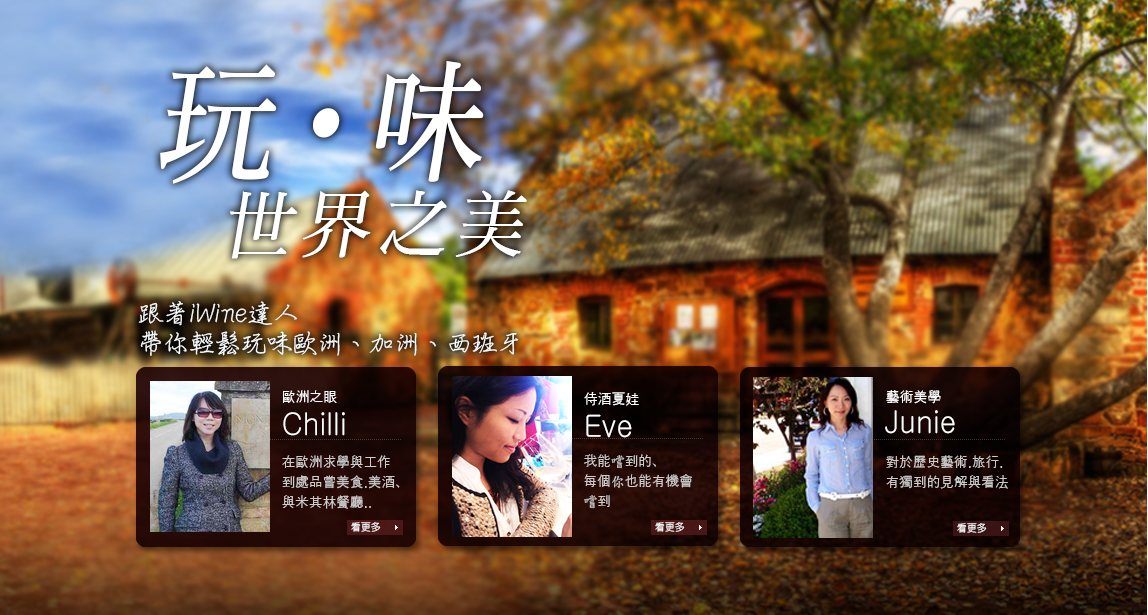 玩・味
世界之美
跟著iWine達人
帶你輕鬆玩味歐洲、加洲、西班牙
歐洲之眼
Chilli
在歐洲求學與工作
到處品嘗美食.美酒、
與米其林餐廳..
看更多
侍酒夏娃
Eve
我能嚐到的、
每個你也能有機會
嚐到
看更多
藝術美學
Junie
對於歷史藝術.旅行.
有獨到的見解與看法
看更多